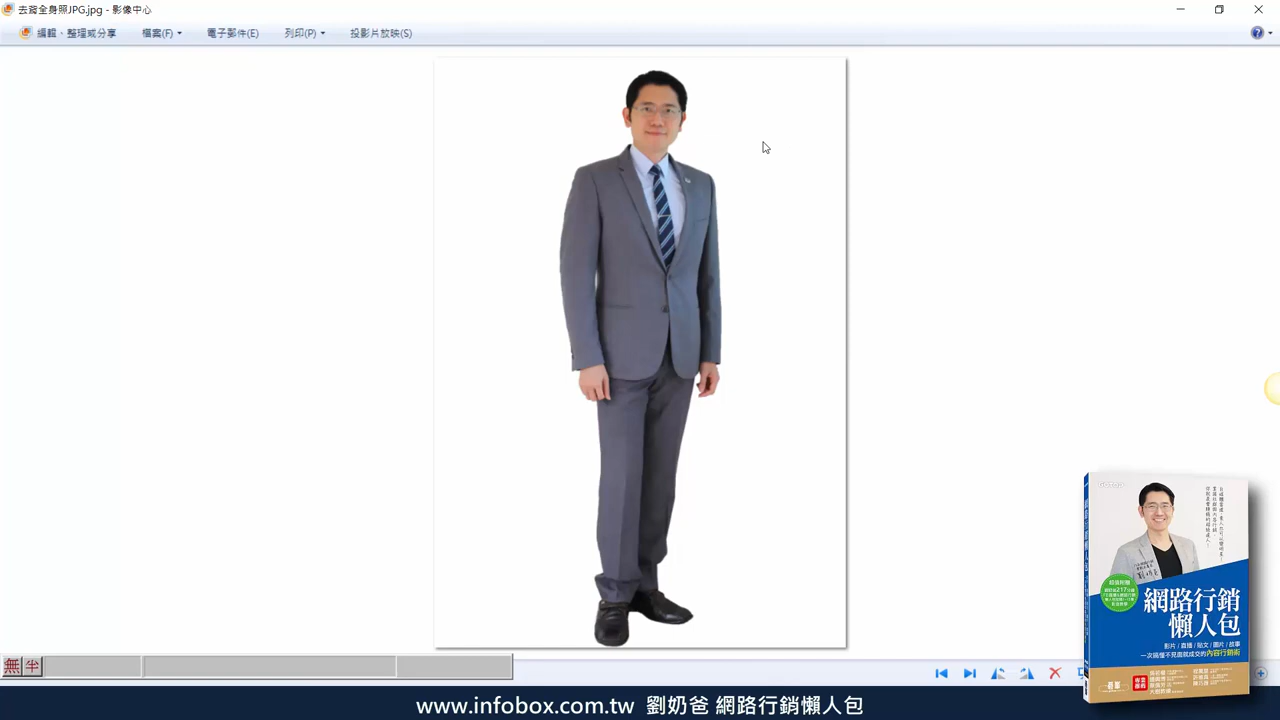 去背全身照JPG.jpg - 影像中心
編輯、整理或分享
檔案(F)
電子郵件(E)
列印(P)
投影片放映(S)
無半
網路行銷
懶人包
影片 / 直播 / 貼文 / 圖片 / 故事
一次搞懂不見面就成交的內容行銷術
www.infobox.com.tw 劉奶爸 網路行銷懶人包